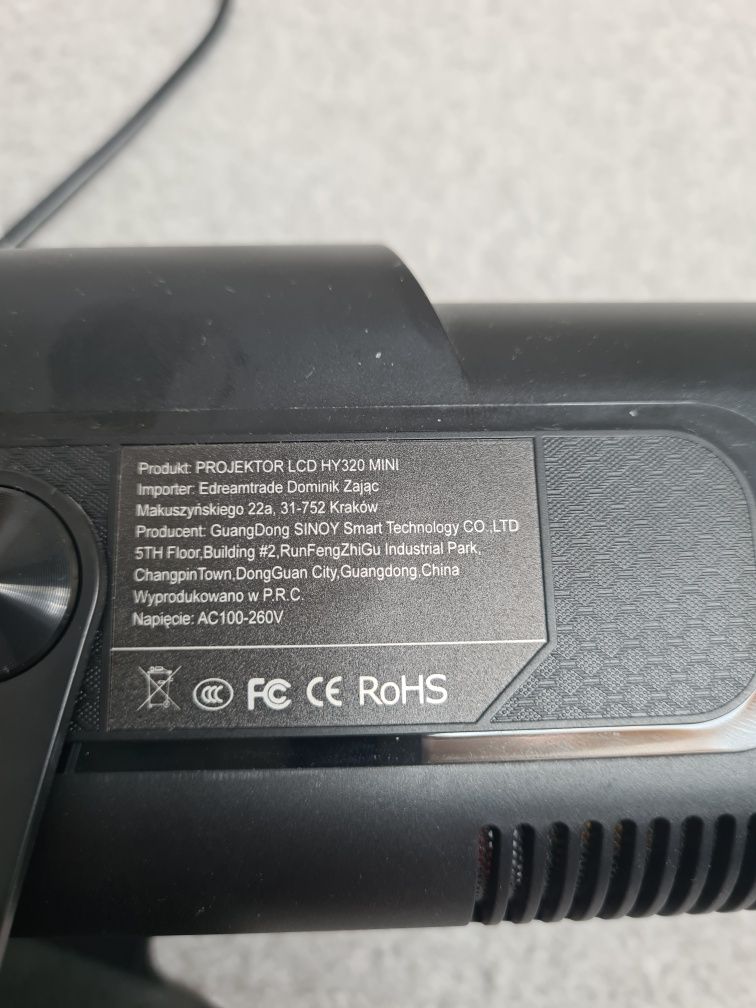 Produkt: PROJEKTOR LCD HY320 MINI
Importer: Edreamtrade Dominik Zając
Makuszyńskiego 22a, 31-752 Kraków
Producent: GuangDong SINOY Smart Technology CO.,LTD
5TH Floor,Building #2,RunFengZhiGu Industrial Park,
ChangpinTown,DongGuan City,Guangdong,China
Wyprodukowano w P.R.C.
Napięcie: AC100-260V
CCC FC CE RoHS